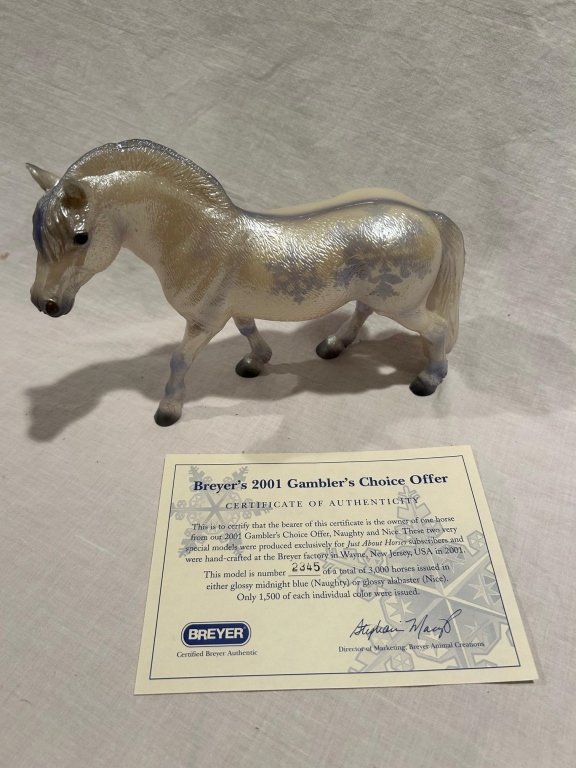 Breyer's 2001 Gambler's Choice Offer
CERTIFICATE OF AUTHENTICITY
This is to certify that the bearer of this certificate is the owner of one horse
from our 2001 Gambler's Choice Offer, Naughty and Nice. These two very
special models were produced exclusively for Just About Horses subscribers and
were hand-crafted at the Breyer factory in Wayne, New Jersey, USA in 2001.
This model is number 2345 of a total of 3,000 horses issued in
either glossy midnight blue (Naughty) or glossy alabaster (Nice).
Only 1,500 of each individual color were issued.
BREYER
Certified Breyer Authentic
Director of Marketing, Breyer Animal Creations